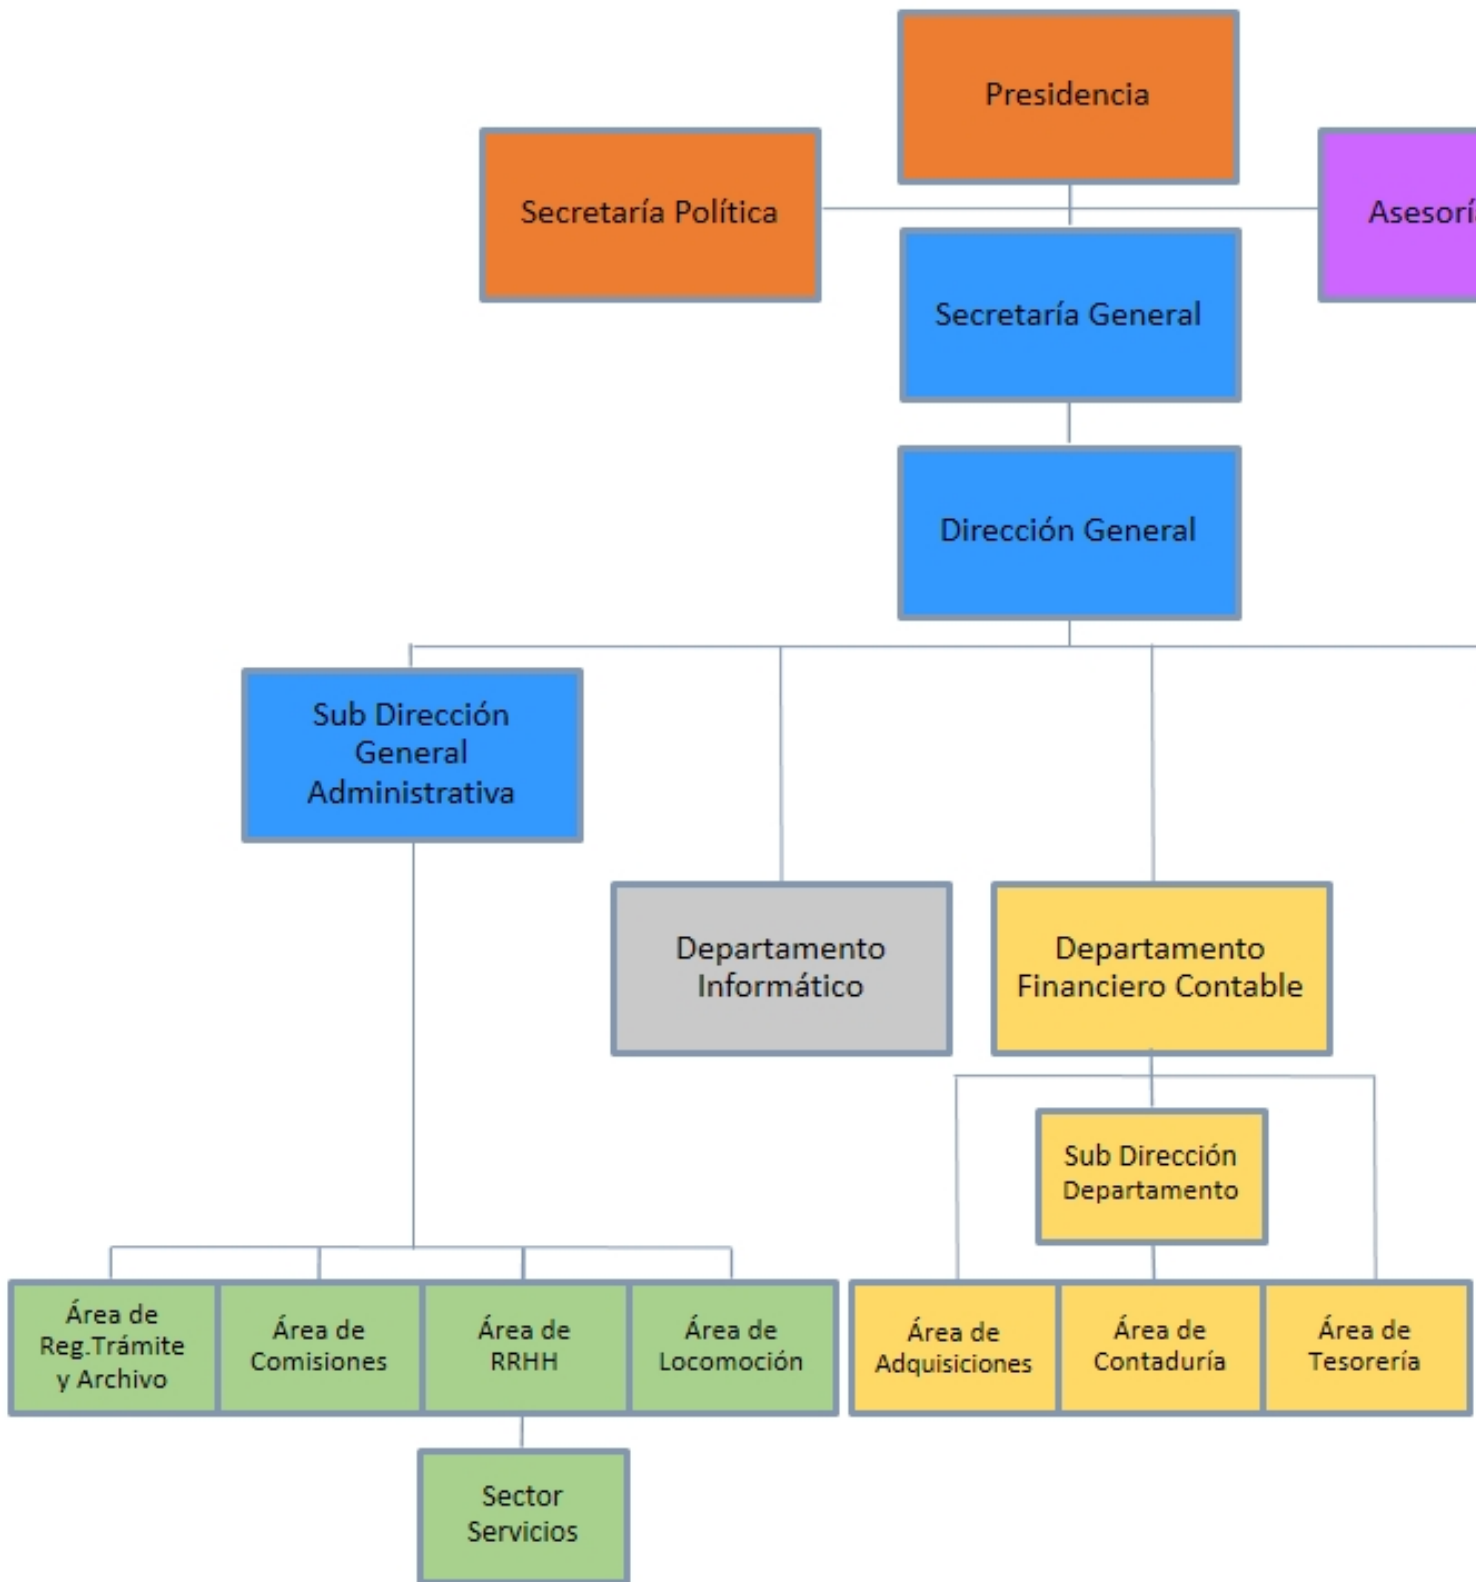 Presidencia
Secretaría Política
Asesoría
Secretaría General
Dirección General
Sub Dirección
General
Administrativa
Departamento
Informático
Departamento
Financiero Contable
Sub Dirección
Departamento
Área de
Reg.Trámite
y Archivo
Área de
Comisiones
Área de
RRHH
Área de
Locomoción
Área de
Adquisiciones
Área de
Contaduría
Área de
Tesorería
Sector
Servicios